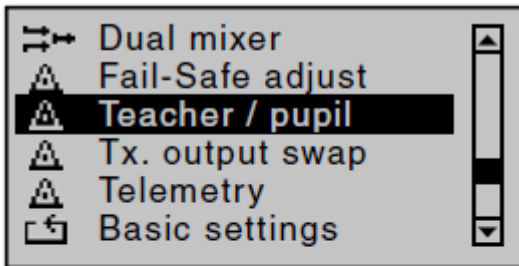 Dual mixer
Fail-Safe adjust
Teacher / pupil
Tx. output swap
Telemetry
Basic settings